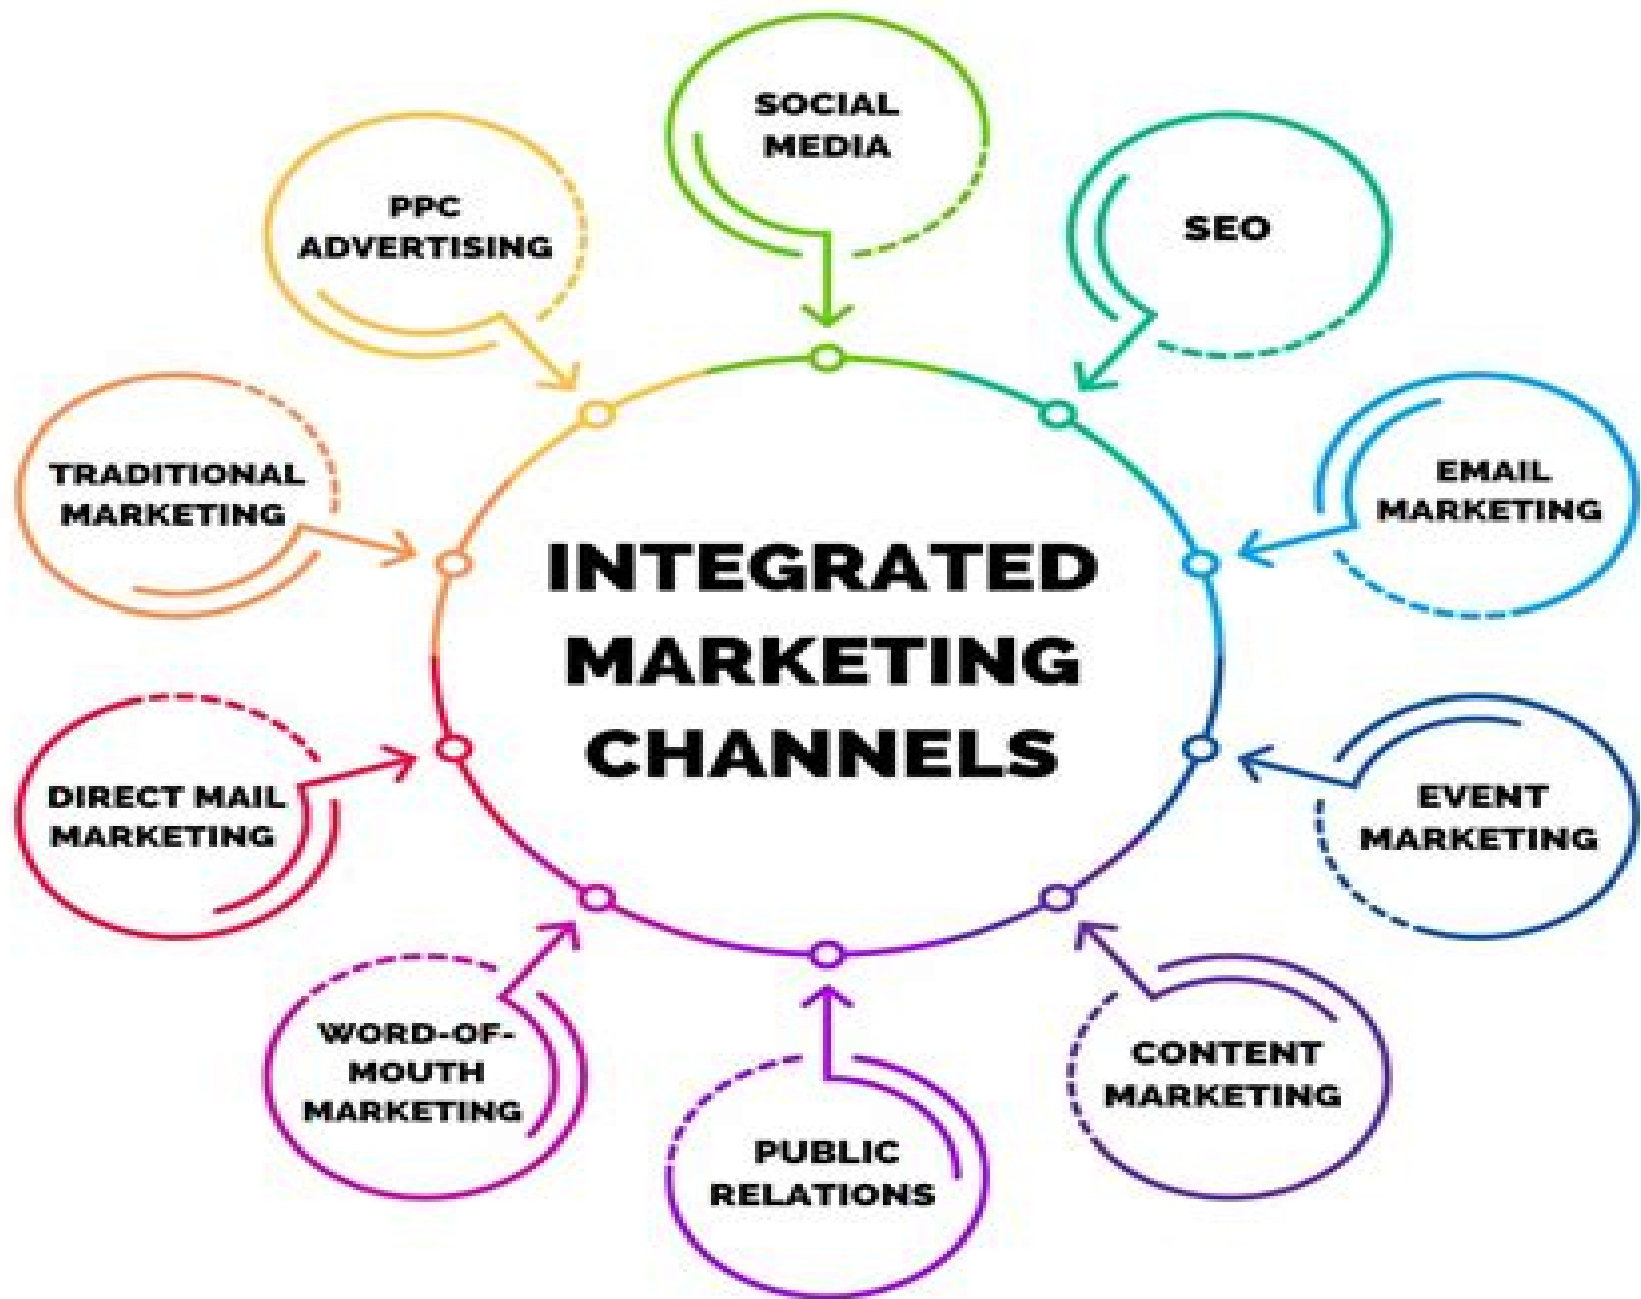 SOCIAL
MEDIA
SEO
EMAIL
MARKETING
EVENT
MARKETING
CONTENT
MARKETING
PUBLIC
RELATIONS
WORD-OF-
MOUTH
MARKETING
DIRECT MAIL
MARKETING
TRADITIONAL
MARKETING
PPC
ADVERTISING
INTEGRATED
MARKETING
CHANNELS